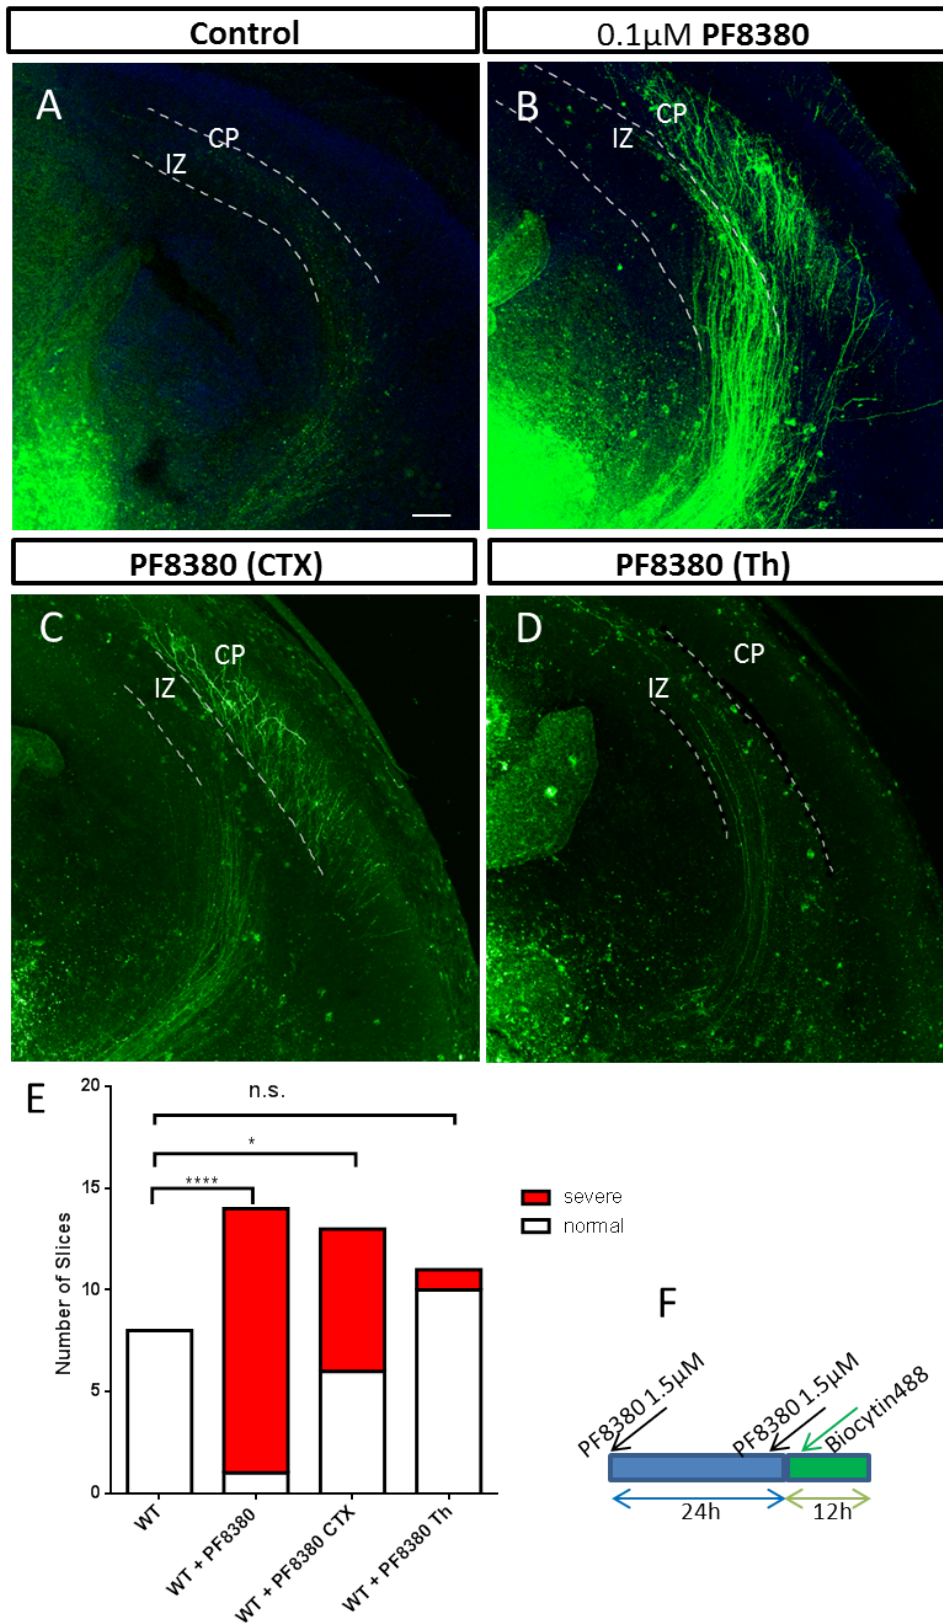 Control
0.1µM PF8380
A
CP
IZ
B
CP
IZ
PF8380 (CTX)
PF8380 (Th)
C
CP
IZ
D
CP
IZ
E
n.s.
*
****
20
15
10
5
0
Number of Slices
WT
WT + PF8380
WT + PF8380 CTX
WT + PF8380 Th
severe
normal
F
PF8380 1.5µM
PF8380 1.5µM
Biocytin488
24h
12h